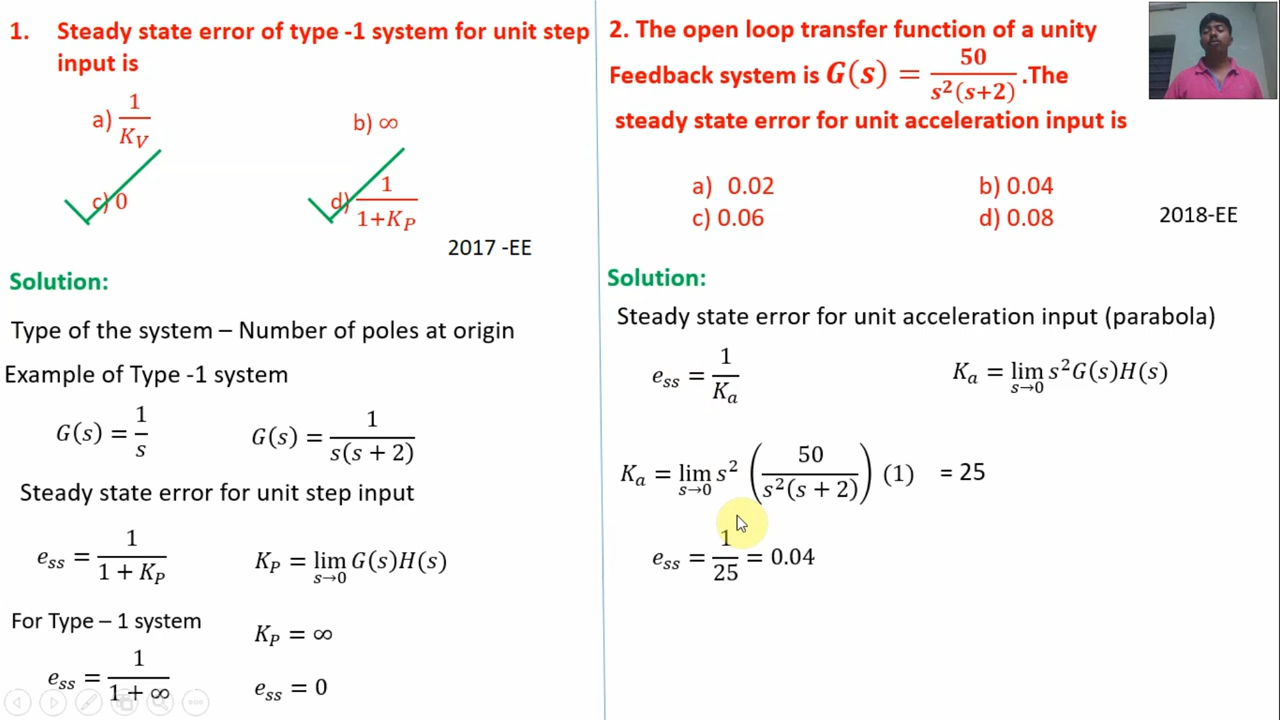 1. Steady state error of type -1 system for unit step
input is
a) 1/K_V b) ∞
c) 0 d) 1/(1+K_P)
2017 -EE
Solution:
Type of the system – Number of poles at origin
Example of Type -1 system
G(s) = 1/s G(s) = 1/(s(s + 2))
Steady state error for unit step input
e_ss = 1/(1 + K_P) K_P = lim_{s→0} G(s)H(s)
For Type – 1 system K_P = ∞
e_ss = 1/(1 + ∞) e_ss = 0
2. The open loop transfer function of a unity
Feedback system is G(s) = 50/(s²(s+2)) .The
steady state error for unit acceleration input is
a) 0.02 b) 0.04
c) 0.06 d) 0.08 2018-EE
Solution:
Steady state error for unit acceleration input (parabola)
e_ss = 1/K_a K_a = lim_{s→0} s²G(s)H(s)
K_a = lim_{s→0} s² (50/(s²(s + 2))) (1) = 25
e_ss = 1/25 = 0.04